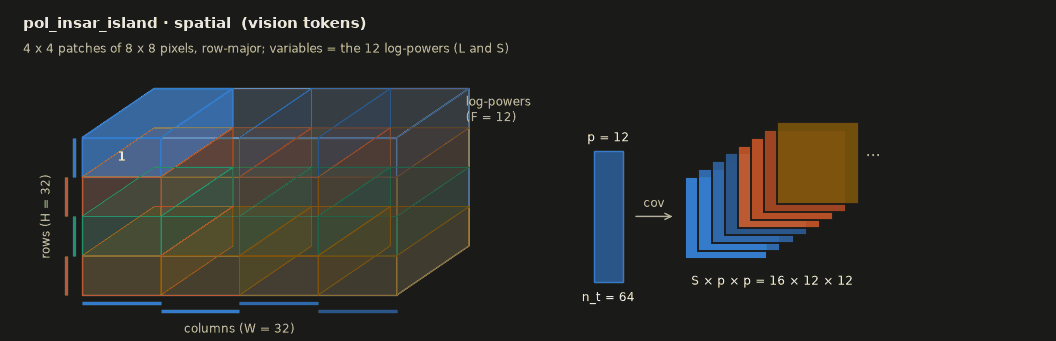 pol_insar_island · spatial  (vision tokens)
4 x 4 patches of 8 x 8 pixels, row-major; variables = the 12 log-powers (L and S)
log-powers
(F = 12)
1
rows (H = 32)
columns (W = 32)
p = 12
n_t = 64
cov
...
S × p × p = 16 × 12 × 12